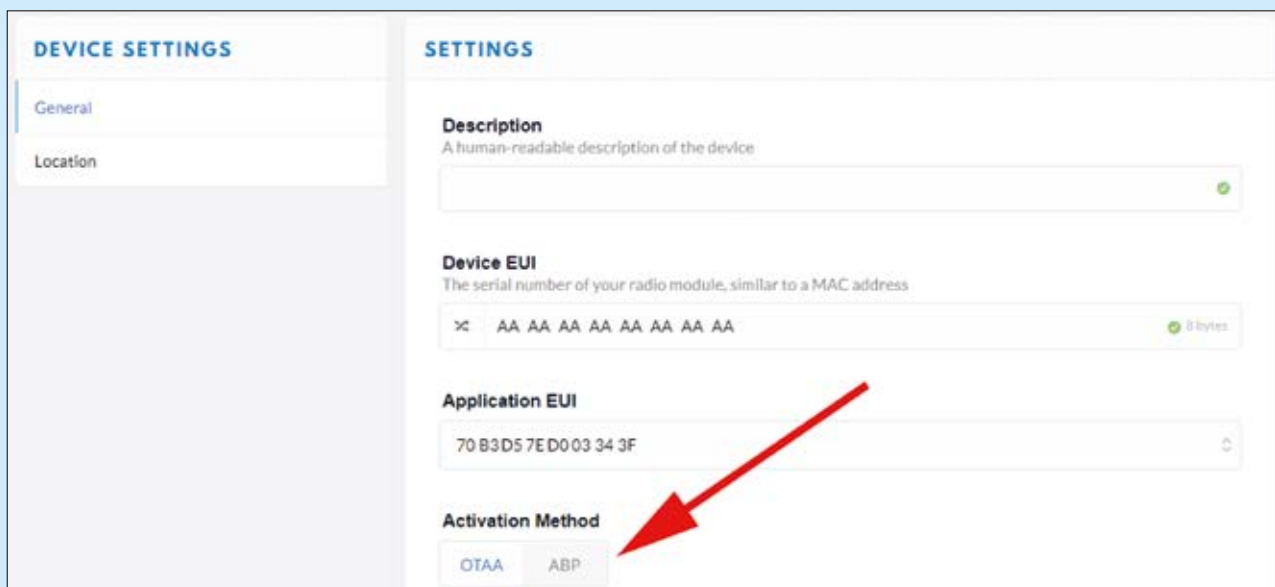 DEVICE SETTINGS
General
Location
SETTINGS
Description
A human-readable description of the device
Device EUI
The serial number of your radio module, similar to a MAC address
AA AA AA AA AA AA AA AA
8 bytes
Application EUI
70 B3 D5 7E D0 03 34 3F
Activation Method
OTAA ABP